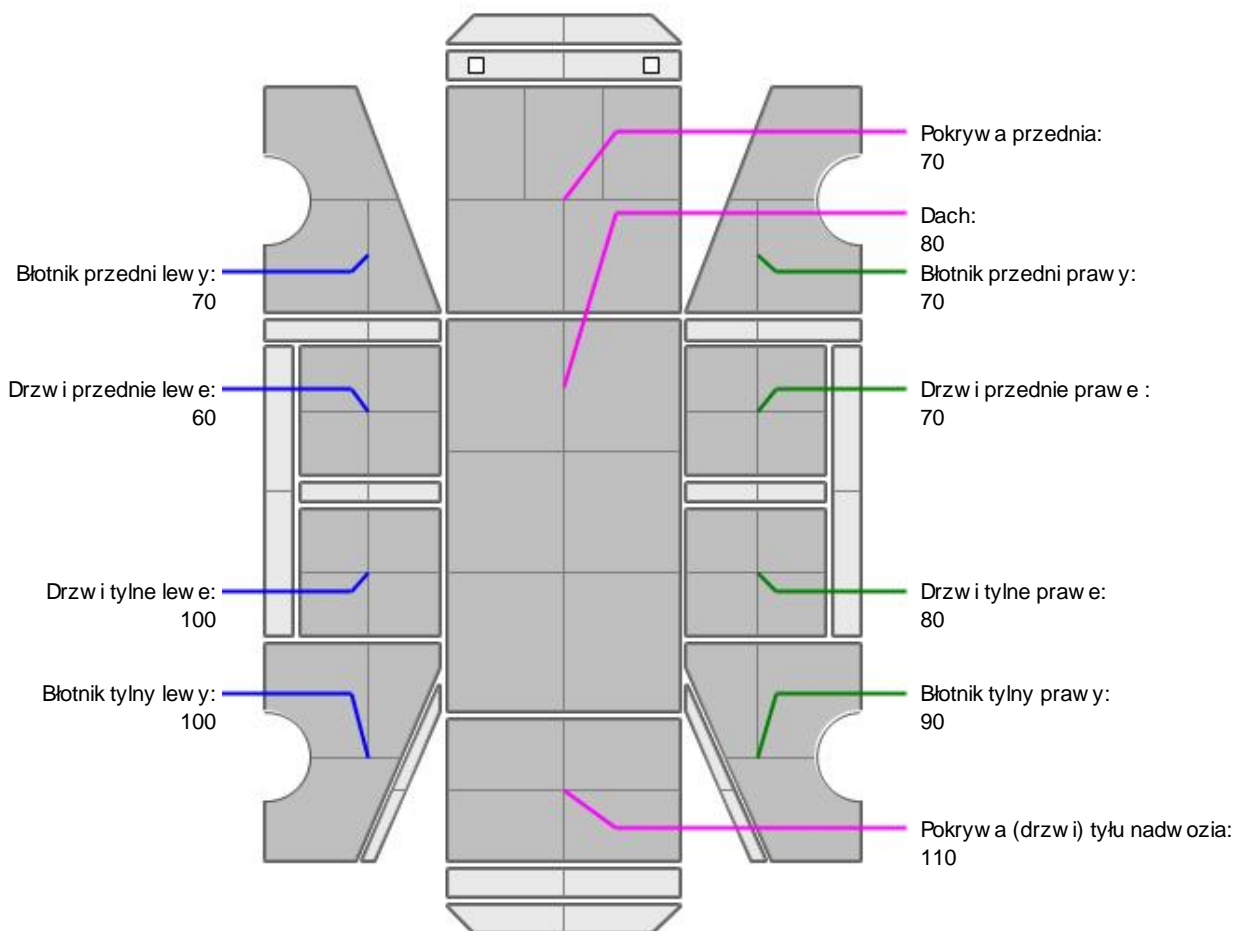 Pokrywa przednia:
70
Dach:
80
Błotnik przedni lewy:
70
Błotnik przedni prawy:
70
Drzwi przednie lewe:
60
Drzwi przednie prawe :
70
Drzwi tylne lewe:
100
Drzwi tylne prawe:
80
Błotnik tylny lewy:
100
Błotnik tylny prawy:
90
Pokrywa (drzwi) tyłu nadwozia:
110